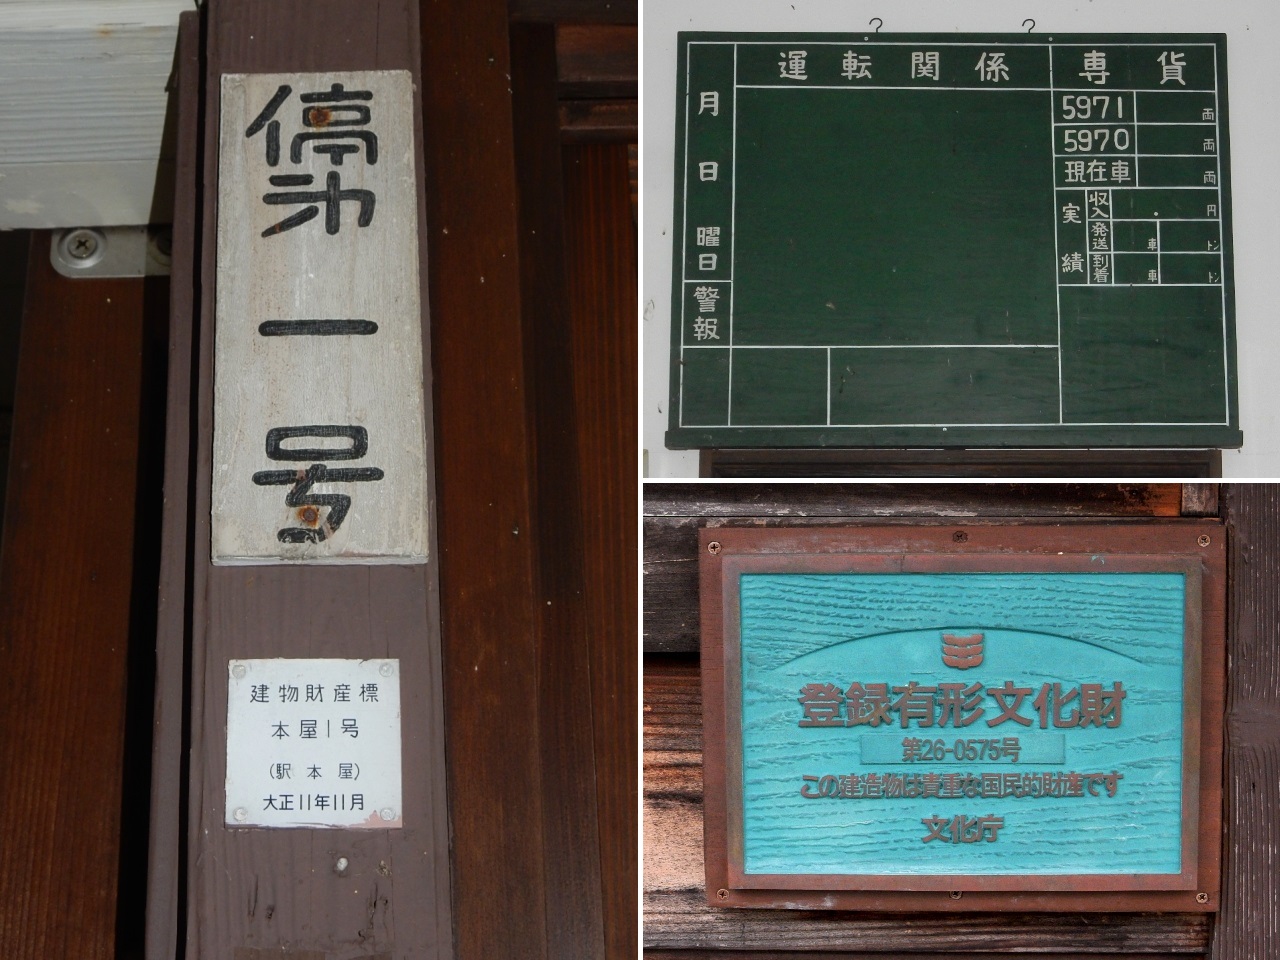 停㐧一号
建物財産標
本屋1号
(駅本屋)
大正11年11月
運転関係
専貨
月
日
曜日
警報
5971 両
5970 両
現在車 両
実績
収入 . 円
発送 車 トン
到着 車 トン
登録有形文化財
第26-0575号
この建造物は貴重な国民的財産です
文化庁